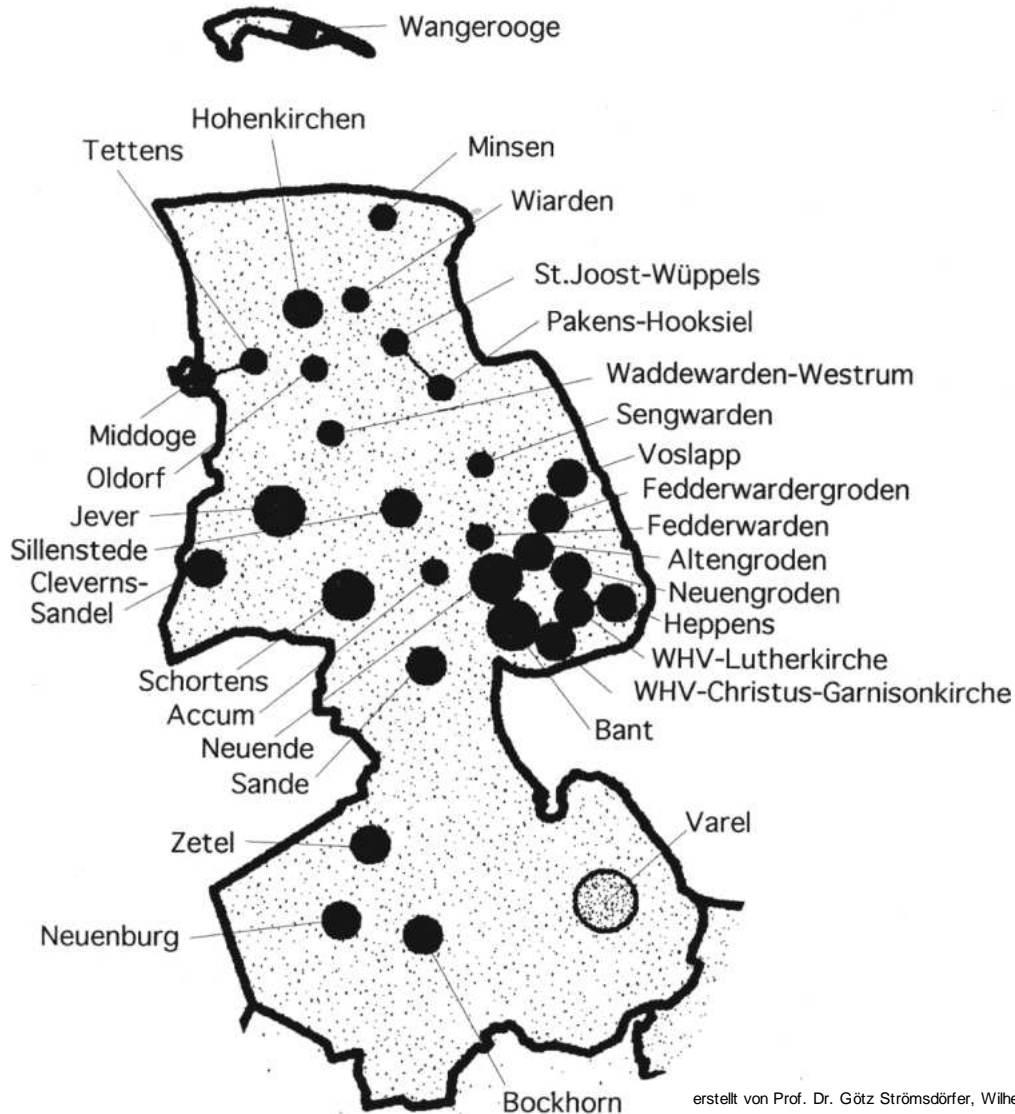 Wangerooge
Hohenkirchen
Tettens
Minsen
Wiarden
St.Joost-Wüppels
Pakens-Hooksiel
Waddewarden-Westrum
Sengwarden
Middoge
Voslapp
Oldorf
Fedderwardergroden
Jever
Fedderwarden
Sillenstede
Altengroden
Cleverns-
Sandel
Neuengroden
Heppens
WHV-Lutherkirche
Schortens
WHV-Christus-Garnisonkirche
Accum
Bant
Neuende
Sande
Varel
Zetel
Neuenburg
Bockhorn
erstellt von Prof. Dr. Götz Strömsdörfer,